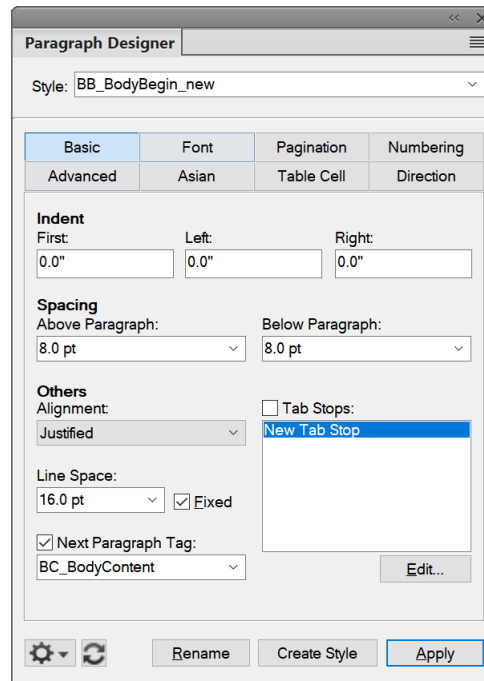 Paragraph Designer
Style: BB_BodyBegin_new
Basic Font Pagination Numbering
Advanced Asian Table Cell Direction
Indent
First: Left: Right:
0.0" 0.0" 0.0"
Spacing
Above Paragraph: Below Paragraph:
8.0 pt 8.0 pt
Others
Alignment: Tab Stops:
Justified New Tab Stop
Line Space:
16.0 pt Fixed
Next Paragraph Tag:
BC_BodyContent Edit...
Rename Create Style Apply